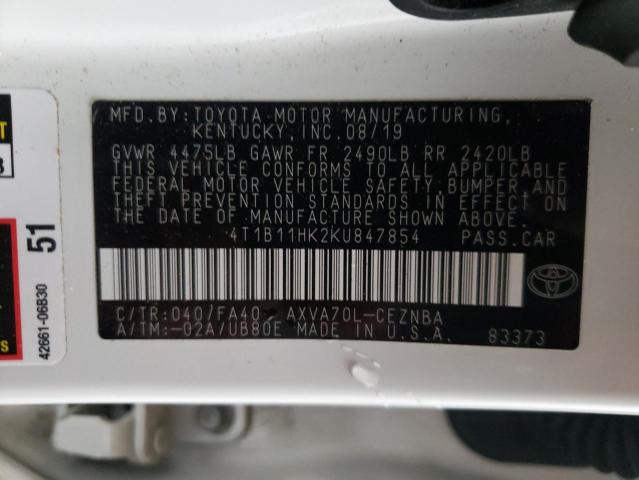 MFD.BY:TOYOTA MOTOR MANUFACTURING,
KENTUCKY,INC.08/19
GVWR 4475LB GAWR FR 2490LB RR 2420LB
THIS VEHICLE CONFORMS TO ALL APPLICABLE
FEDERAL MOTOR VEHICLE SAFETY,BUMPER,AND
THEFT PREVENTION STANDARDS IN EFFECT ON
THE DATE OF MANUFACTURE SHOWN ABOVE.
4T1B11HK2KU847854 PASS.CAR
C/TR:040/FA40 AXVA70L-CEZNBA
A/TM:-02A/UB80E MADE IN U.S.A. 83373
TOYOTA
51
42661-06B30